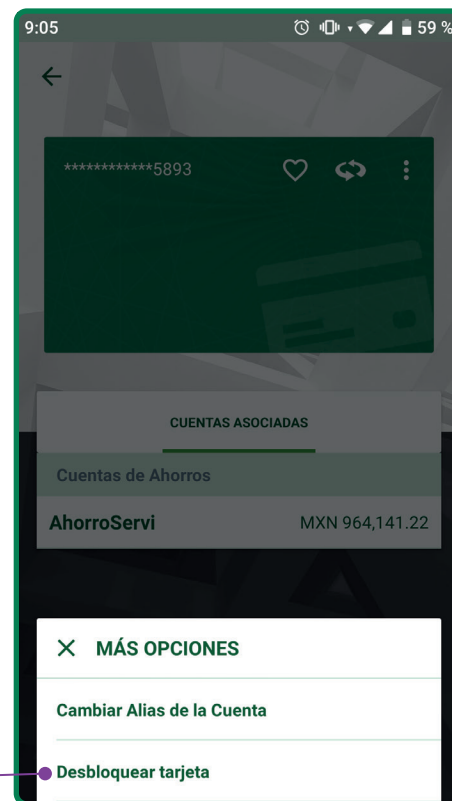 9:05 59 %
************5893
CUENTAS ASOCIADAS
Cuentas de Ahorros
AhorroServi MXN 964,141.22
MÁS OPCIONES
Cambiar Alias de la Cuenta
Desbloquear tarjeta